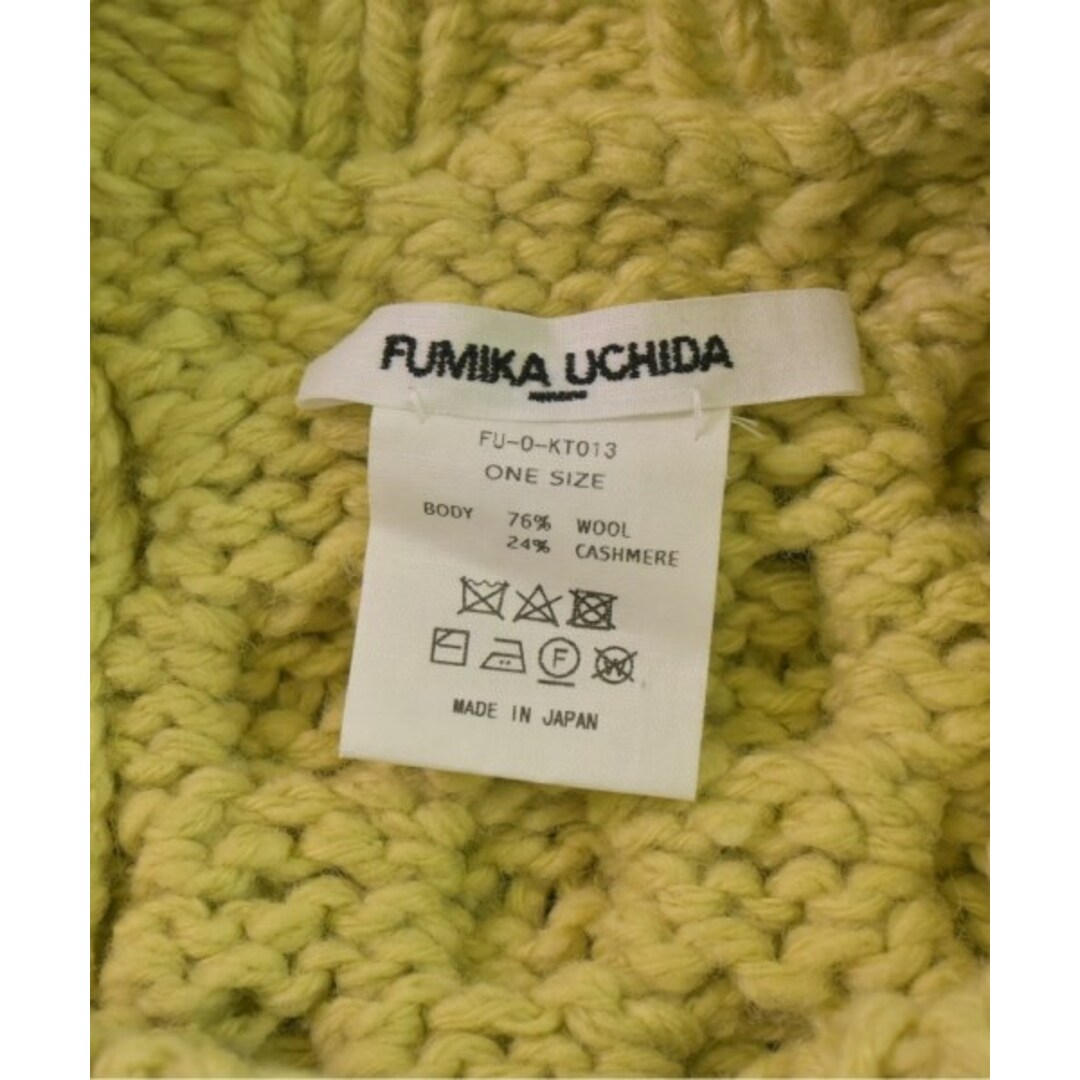 FUMIKA UCHIDA
FU-0-KT013
ONE SIZE
BODY 76% WOOL
24% CASHMERE
F
W
MADE IN JAPAN